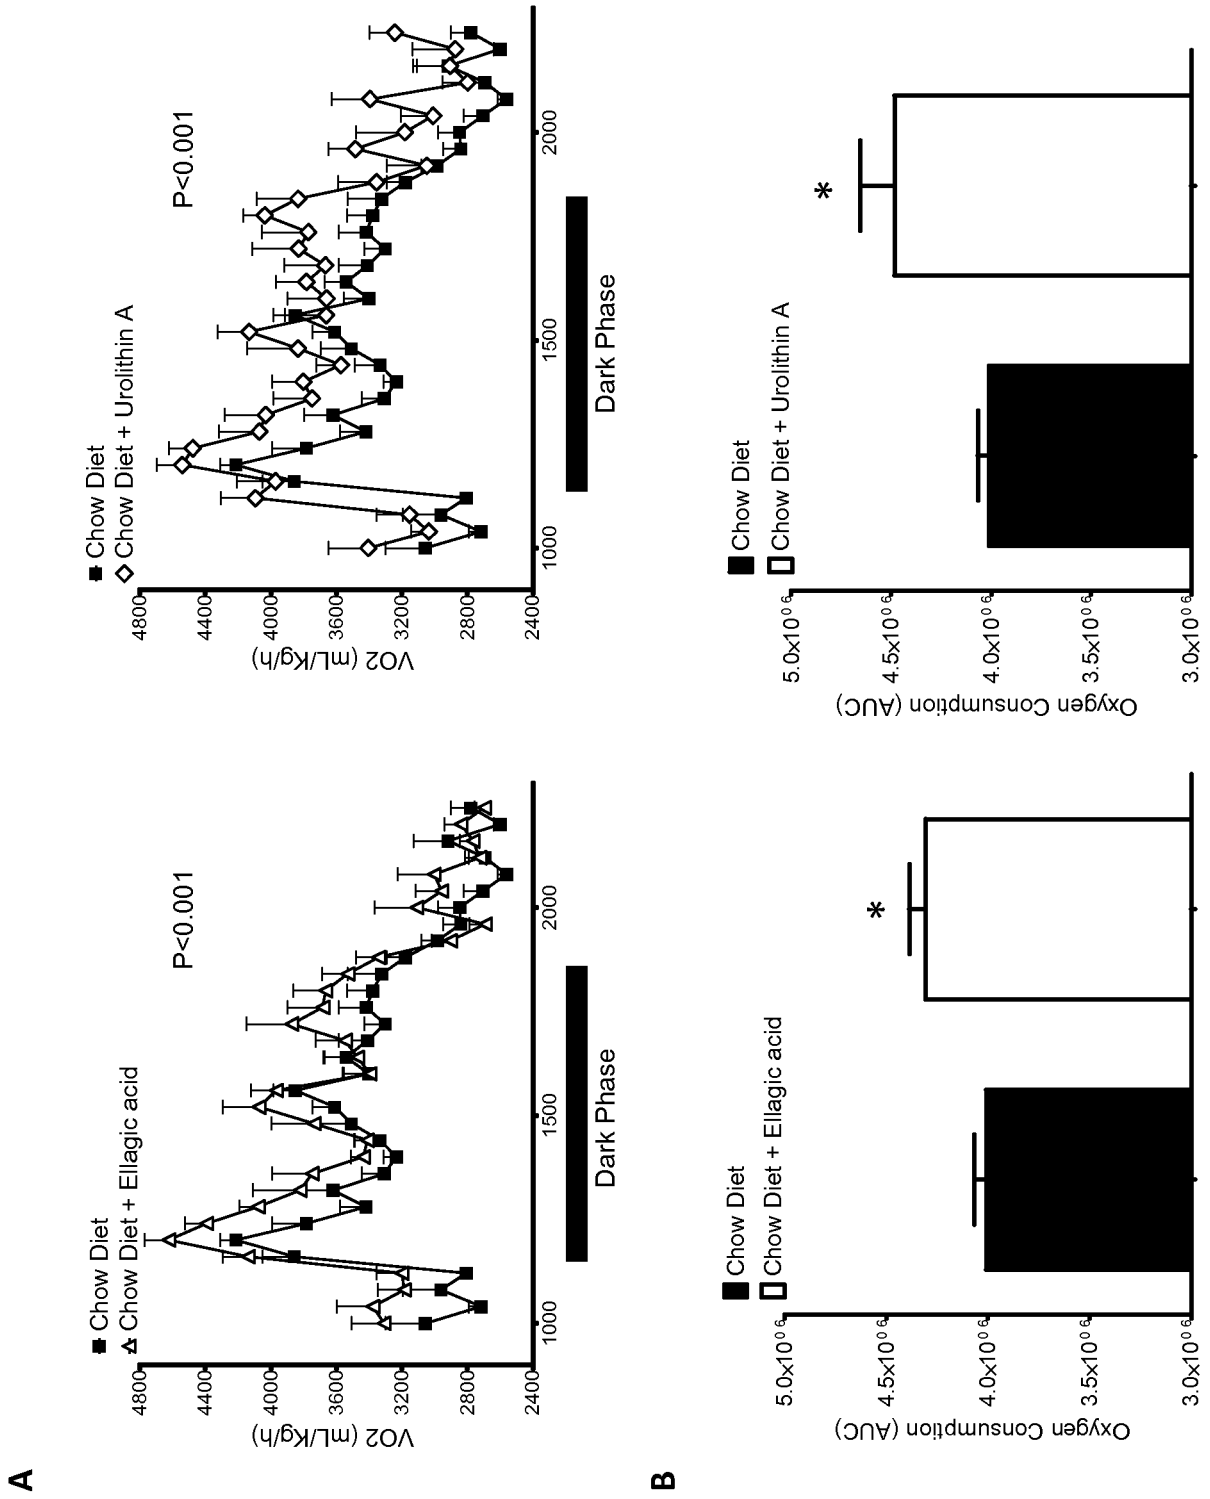 A
Chow Diet
Chow Diet + Ellagic acid
P<0.001
4800
4400
4000
3600
3200
2800
2400
VO2 (mL/Kg/h)
1000
1500
2000
Dark Phase
Chow Diet
Chow Diet + Urolithin A
P<0.001
4800
4400
4000
3600
3200
2800
2400
VO2 (mL/Kg/h)
1000
1500
2000
Dark Phase
B
Chow Diet
Chow Diet + Ellagic acid
5.0x10⁰⁶
4.5x10⁰⁶
4.0x10⁰⁶
3.5x10⁰⁶
3.0x10⁰⁶
Oxygen Consumption (AUC)
*
Chow Diet
Chow Diet + Urolithin A
5.0x10⁰⁶
4.5x10⁰⁶
4.0x10⁰⁶
3.5x10⁰⁶
3.0x10⁰⁶
Oxygen Consumption (AUC)
*